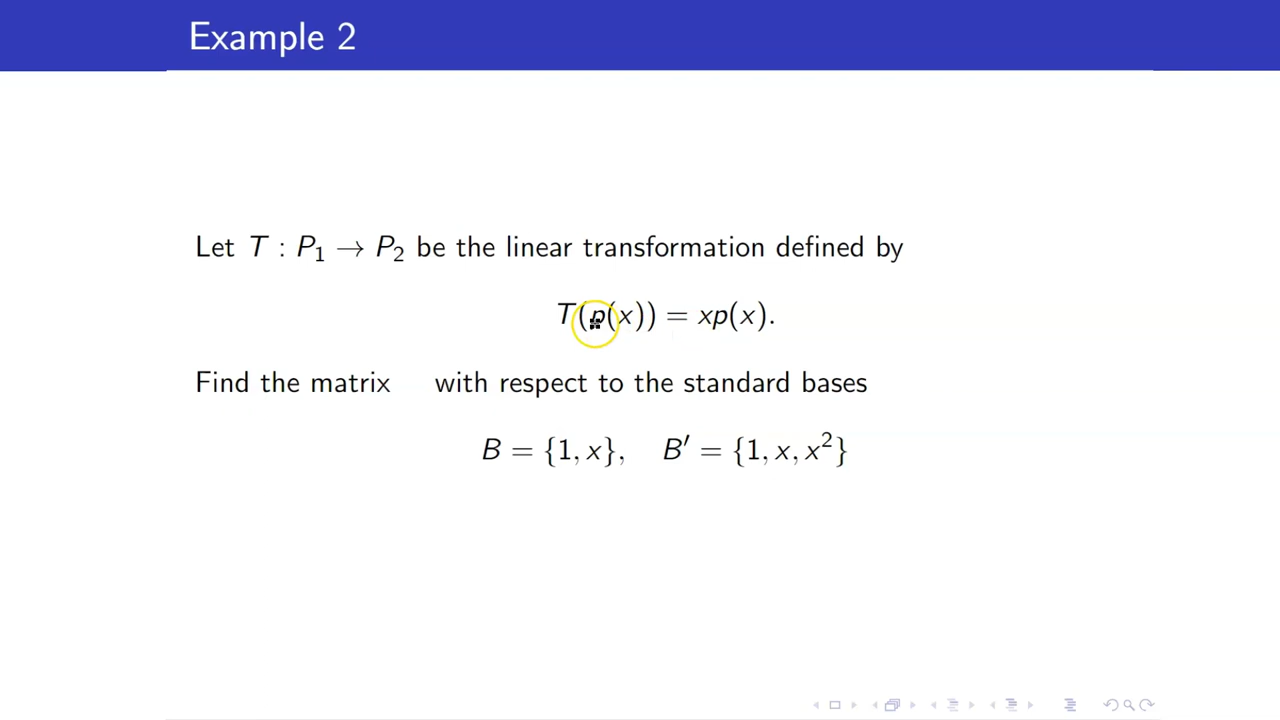 Example 2
Let T : P₁ → P₂ be the linear transformation defined by
T(p(x)) = xp(x).
Find the matrix with respect to the standard bases
B = {1, x}, B′ = {1, x, x²}